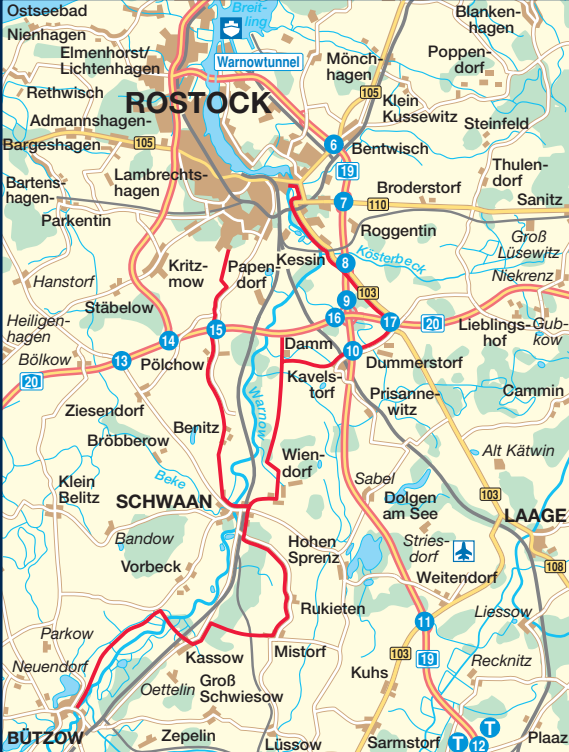 Ostseebad
Nienhagen
Breit-
ling
Blanken-
hagen
Elmenhorst/
Lichtenhagen
Warnowtunnel
Mönch-
hagen
Poppen-
dorf
Rethwisch
ROSTOCK
105
Klein
Kussewitz
Admannshagen-
Bargeshagen
105
Steinfeld
6
Bentwisch
19
Thulen-
dorf
Bartens-
hagen-
Parkentin
Lambrechts-
hagen
Broderstorf
7
110
Sanitz
Roggentin
Groß
Lüsewitz
Kritz-
mow
Papen-
dorf
Kessin
8
Kösterbeck
Niekrenz
Hanstorf
Stäbelow
9
103
Heiligen-
hagen
15
16
17
20
Lieblings-
hof
Gub-
kow
14
Bölkow
13
Pölchow
Damm
10
Dummerstorf
20
Kavels-
torf
Prisanne-
witz
Cammin
Ziesendorf
Warnow
Bröbberow
Benitz
Wien-
dorf
Alt Kätwin
Klein
Belitz
Beke
Sabel
SCHWAAN
Dolgen
am See
103
LAAGE
Bandow
Hohen
Sprenz
Stries-
dorf
Vorbeck
Weitendorf
108
Rukieten
Liessow
11
Parkow
Mistorf
103
19
Neuendorf
Kassow
Recknitz
Oettelin
Groß
Schwiesow
Kuhs
T
BÜTZOW
Zepelin
Lüssow
Sarmstorf
T
12
Plaaz